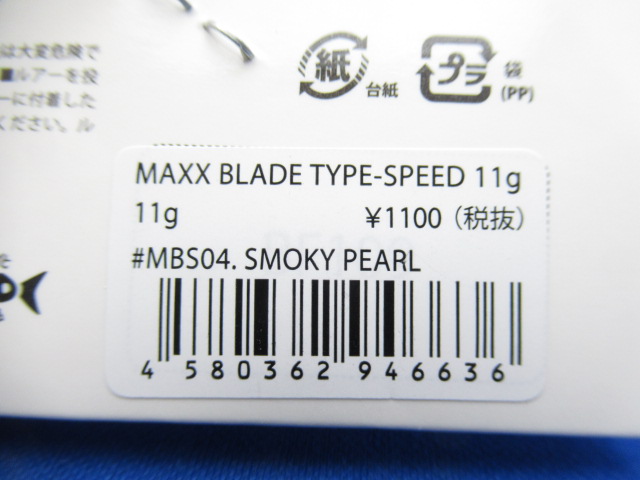 は大変危険で
■ルアーを投
ーに付着した
ください。ル
紙
台紙
プラ
袋
(PP)
MAXX BLADE TYPE-SPEED 11g
11g ¥1100（税抜）
#MBS04. SMOKY PEARL
4 580362 946636